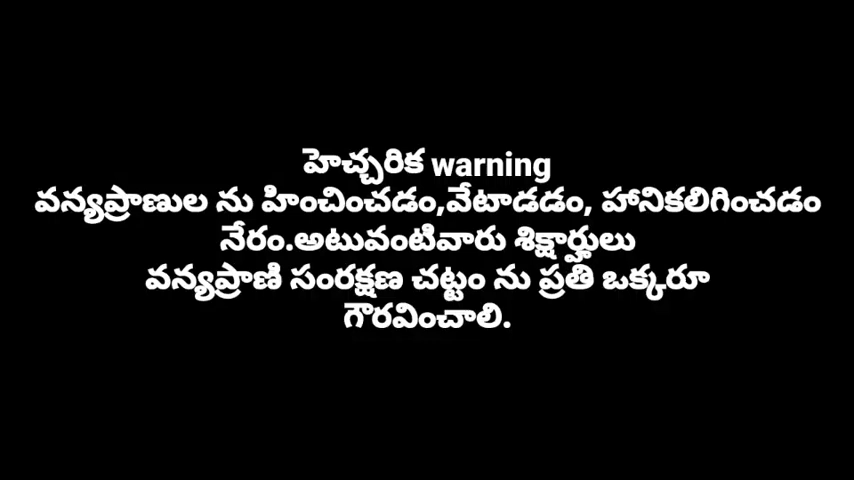 హెచ్చరిక warning
వన్యప్రాణుల ను హించించడం,వేటాడడం, హానికలిగించడం
నేరం.అటువంటివారు శిక్షార్హులు
వన్యప్రాణి సంరక్షణ చట్టం ను ప్రతి ఒక్కరూ
గౌరవించాలి.